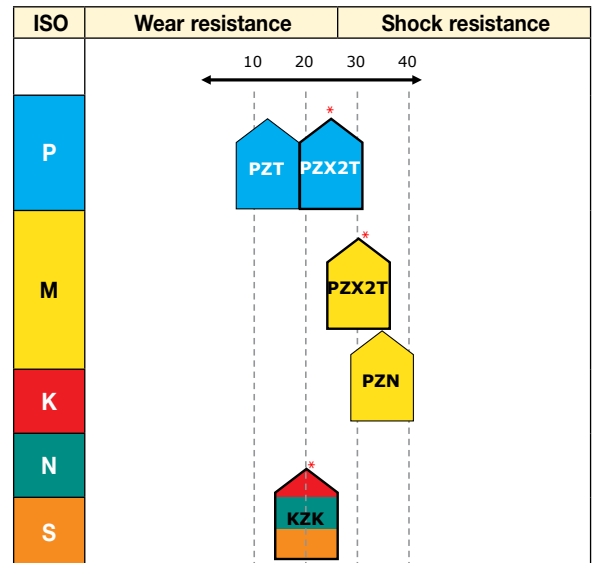 ISO Wear resistance Shock resistance
10 20 30 40
*
P PZT PZX2T
*
M PZX2T
PZN
K
*
N
KZK
S